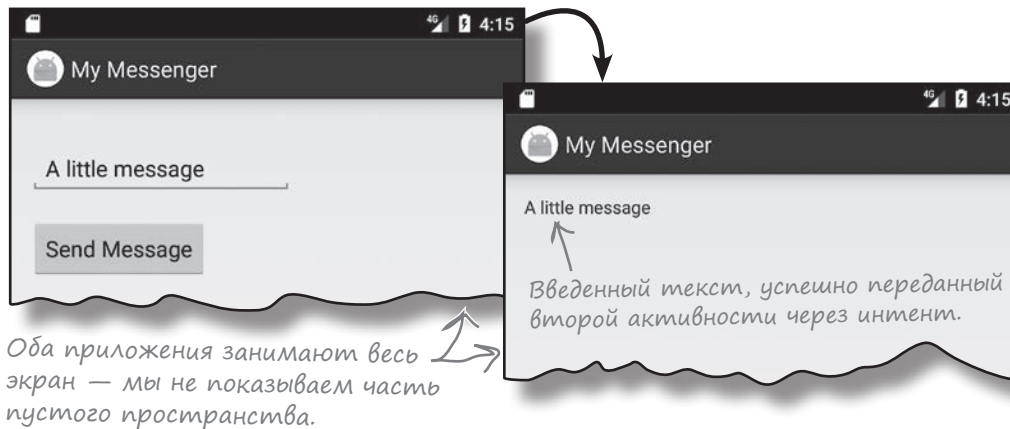 4G 4:15
My Messenger
A little message
Send Message
Оба приложения занимают весь
экран — мы не показываем часть
пустого пространства.
4G 4:15
My Messenger
A little message
Введенный текст, успешно переданный
второй активности через интент.